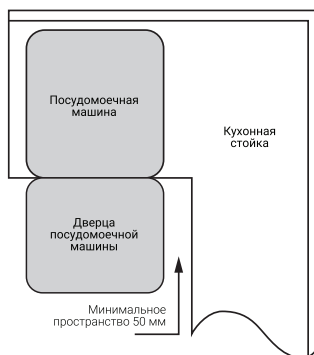 Посудомоечная
машина
Кухонная
стойка
Дверца
посудомоечной
машины
Минимальное
пространство 50 мм